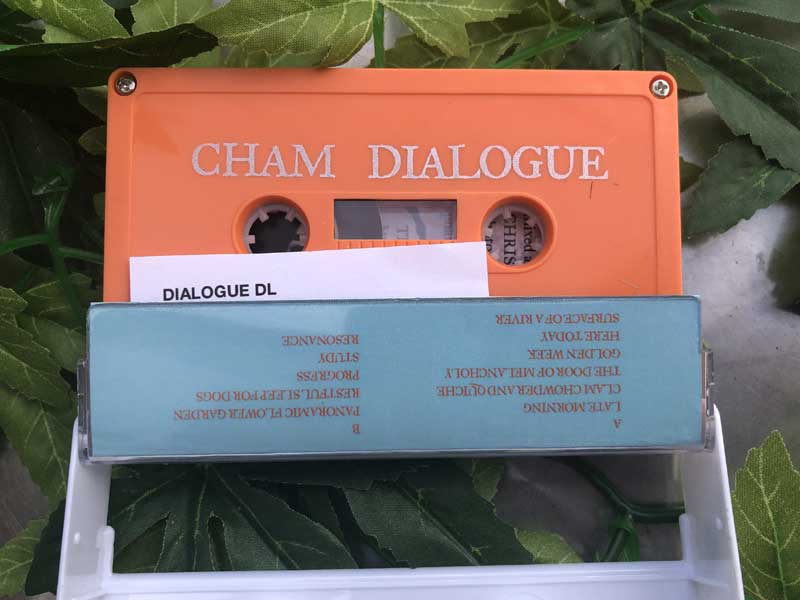 CHAM DIALOGUE
CHRIS
DIALOGUE DL
A
LATE MORNING
CLAM CHOWDER AND QUICHE
THE DOOR OF MELANCHOLY
GOLDEN WEEK
HERE TODAY
SURFACE OF A RIVER
B
PANORAMIC FLOWER GARDEN
RESTFUL SLEEP FOR DOGS
PROGRESS
STUDY
RESONANCE